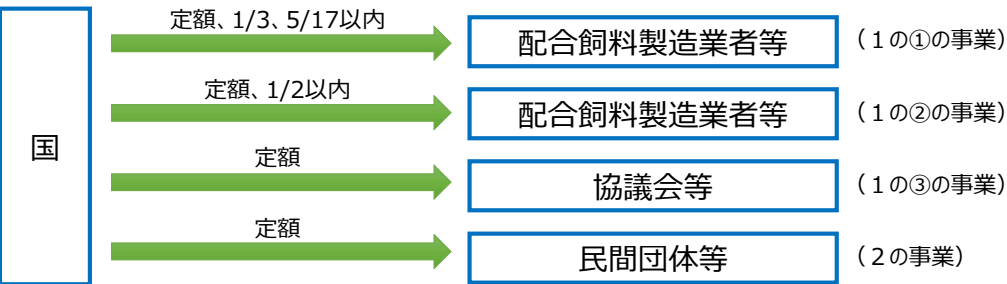 国
定額、1/3、5/17以内
配合飼料製造業者等
（１の①の事業）
定額、1/2以内
配合飼料製造業者等
（１の②の事業）
定額
協議会等
（１の③の事業）
定額
民間団体等
（２の事業）